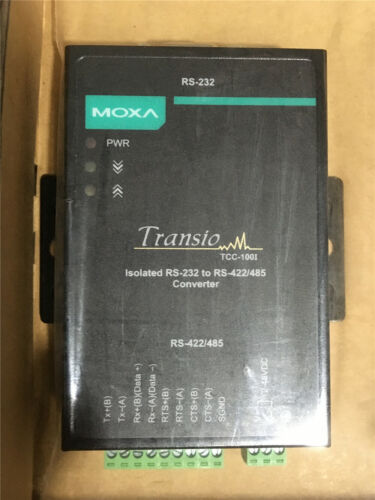 RS-232
MOXA
PWR
Transio
TCC-100I
Isolated RS-232 to RS-422/485
Converter
RS-422/485
Tx+(B)
Tx−(A)
Rx+(B)(Data +)
Rx−(A)(Data −)
RTS+(B)
RTS−(A)
CTS+(B)
CTS−(A)
SGND